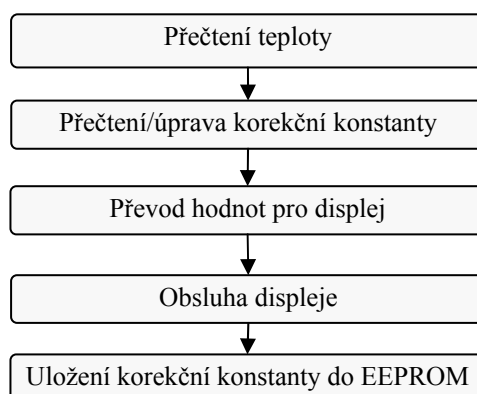 Přečtení teploty
Přečtení/úprava korekční konstanty
Převod hodnot pro displej
Obsluha displeje
Uložení korekční konstanty do EEPROM